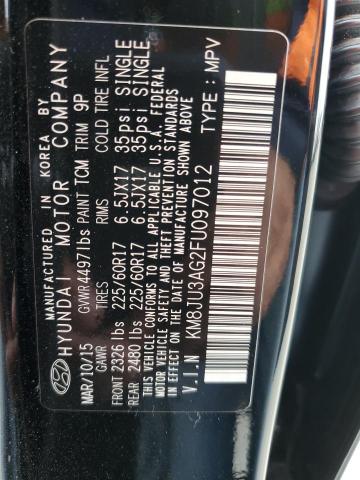 MANUFACTURED IN KOREA BY
HYUNDAI MOTOR COMPANY
MAR/10/15 GVWR 4497lbs PAINT TCM TRIM 9P
GAWR TIRES RIMS COLD TIRE INFL
FRONT 2326 lbs 225/60R17 6.5JX17 35psi SINGLE
REAR 2480 lbs 225/60R17 6.5JX17 35psi SINGLE
THIS VEHICLE CONFORMS TO ALL APPLICABLE U.S.A. FEDERAL
MOTOR VEHICLE SAFETY, BUMPER, AND THEFT PREVENTION STANDARDS
IN EFFECT ON THE DATE OF MANUFACTURE SHOWN ABOVE
V.I.N KM8JU3AG2FU097012 TYPE: MPV